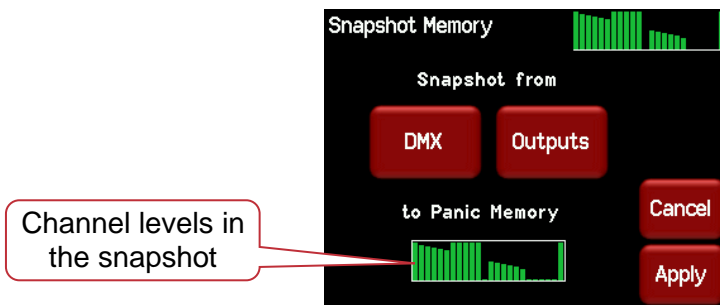 Snapshot Memory
Snapshot from
DMX
Outputs
to Panic Memory
Cancel
Apply
Channel levels in
the snapshot